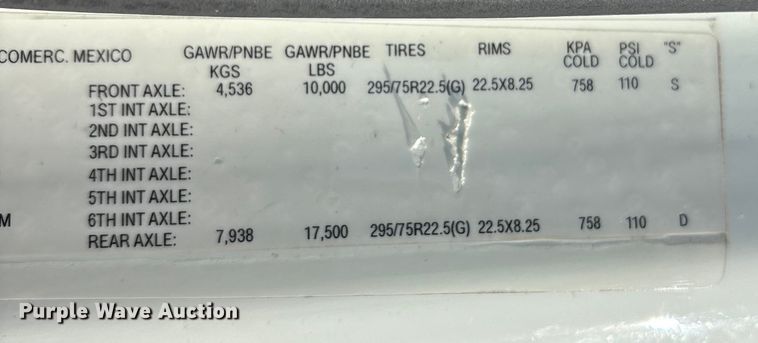 COMERC. MEXICO GAWR/PNBE KGS GAWR/PNBE LBS TIRES RIMS KPA COLD PSI COLD "S"
FRONT AXLE: 4,536 10,000 295/75R22.5(G) 22.5X8.25 758 110 S
1ST INT AXLE:
2ND INT AXLE:
3RD INT AXLE:
4TH INT AXLE:
5TH INT AXLE:
M 6TH INT AXLE:
REAR AXLE: 7,938 17,500 295/75R22.5(G) 22.5X8.25 758 110 D
Purple Wave Auction